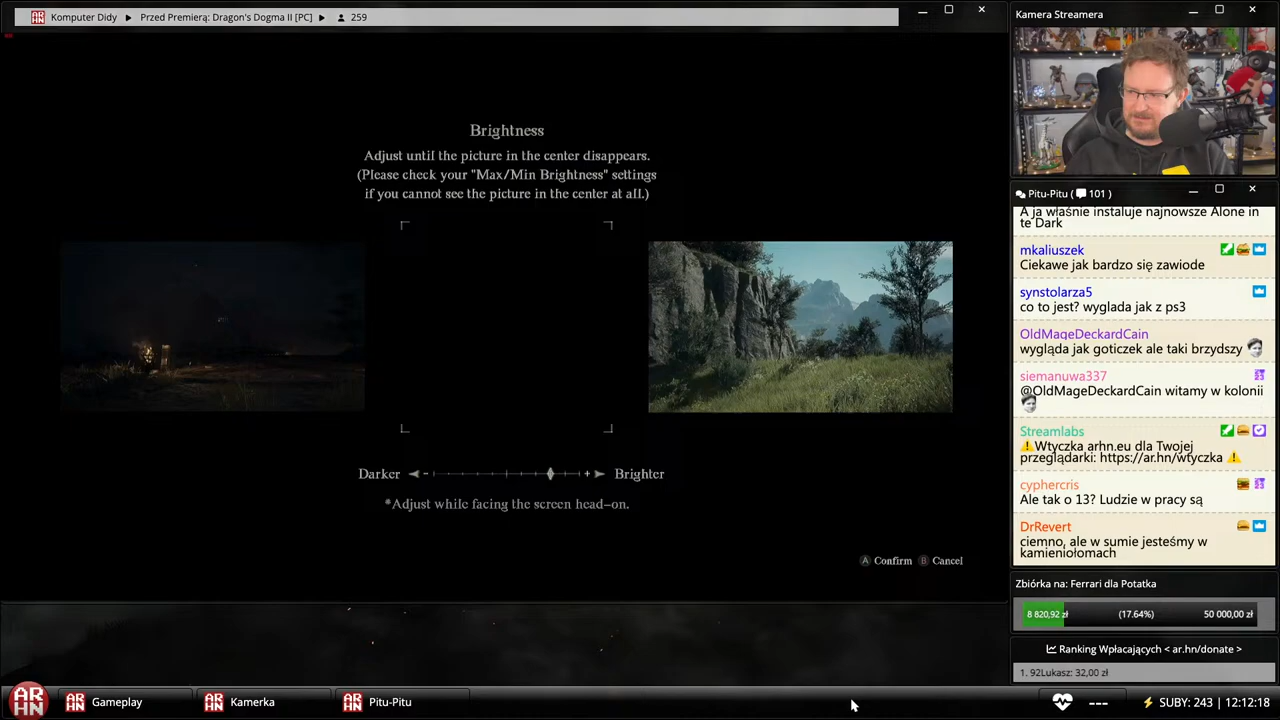 Komputer Didy ▶ Przed Premierą: Dragon's Dogma II [PC] ▶ 259
Brightness
Adjust until the picture in the center disappears.
(Please check your "Max/Min Brightness" settings
if you cannot see the picture in the center at all.)
Darker - + Brighter
*Adjust while facing the screen head-on.
A Confirm B Cancel
Kamera Streamera
Pitu-Pitu ( 101 )
A ja właśnie instaluje najnowsze Alone in
te Dark
mkaliuszek
Ciekawe jak bardzo się zawiode
synstolarza5
co to jest? wyglada jak z ps3
OldMageDeckardCain
wygląda jak goticzek ale taki brzydszy
siemanuwa337
@OldMageDeckardCain witamy w kolonii
Streamlabs
⚠Wtyczka arhn.eu dla Twojej
przeglądarki: https://ar.hn/wtyczka ⚠
cyphercris
Ale tak o 13? Ludzie w pracy są
DrRevert
ciemno, ale w sumie jesteśmy w
kamieniołomach
Zbiórka na: Ferrari dla Potatka
8 820,92 zł (17.64%) 50 000,00 zł
Ranking Wpłacających < ar.hn/donate >
1. 92Lukasz: 32,00 zł
ARHN Gameplay ARHN Kamerka ARHN Pitu-Pitu --- SUBY: 243 | 12:12:18